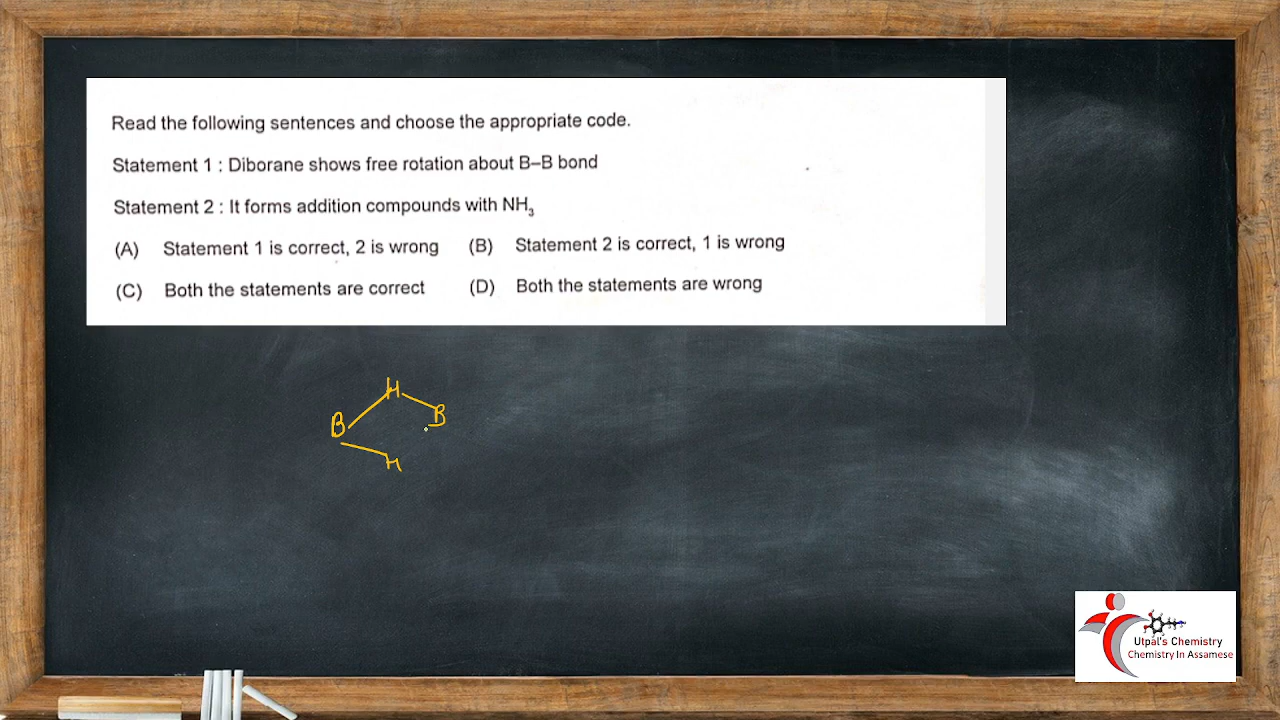 Read the following sentences and choose the appropriate code.
Statement 1 : Diborane shows free rotation about B–B bond
Statement 2 : It forms addition compounds with NH₃
(A) Statement 1 is correct, 2 is wrong (B) Statement 2 is correct, 1 is wrong
(C) Both the statements are correct (D) Both the statements are wrong
H
B B
H
Utpal's Chemistry
Chemistry In Assamese